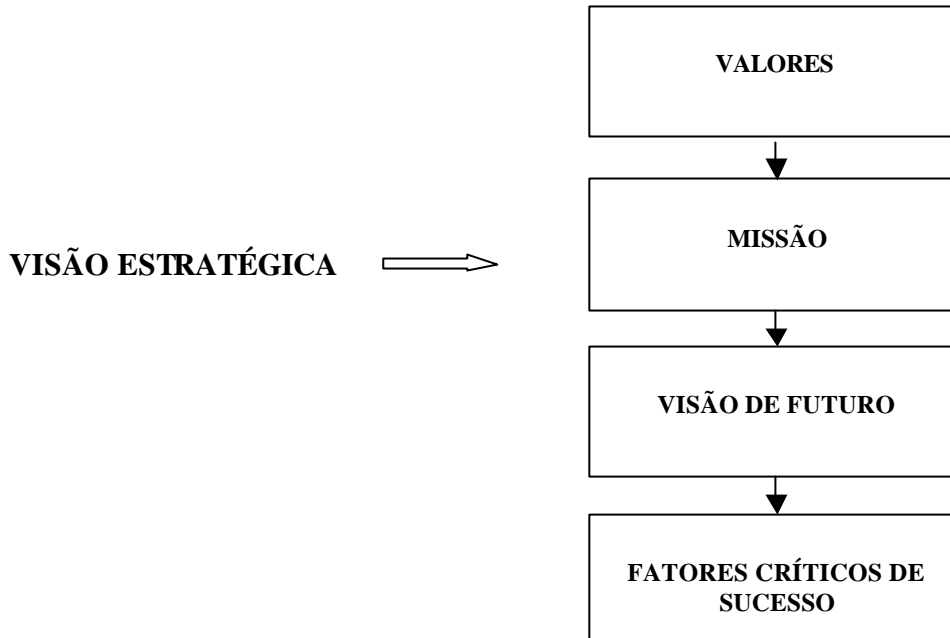 VALORES
MISSÃO
VISÃO ESTRATÉGICA
VISÃO DE FUTURO
FATORES CRÍTICOS DE
SUCESSO